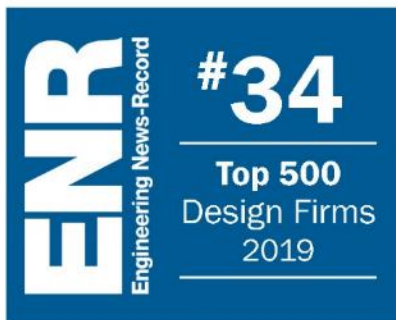 ENR
Engineering News-Record
#34
Top 500
Design Firms
2019